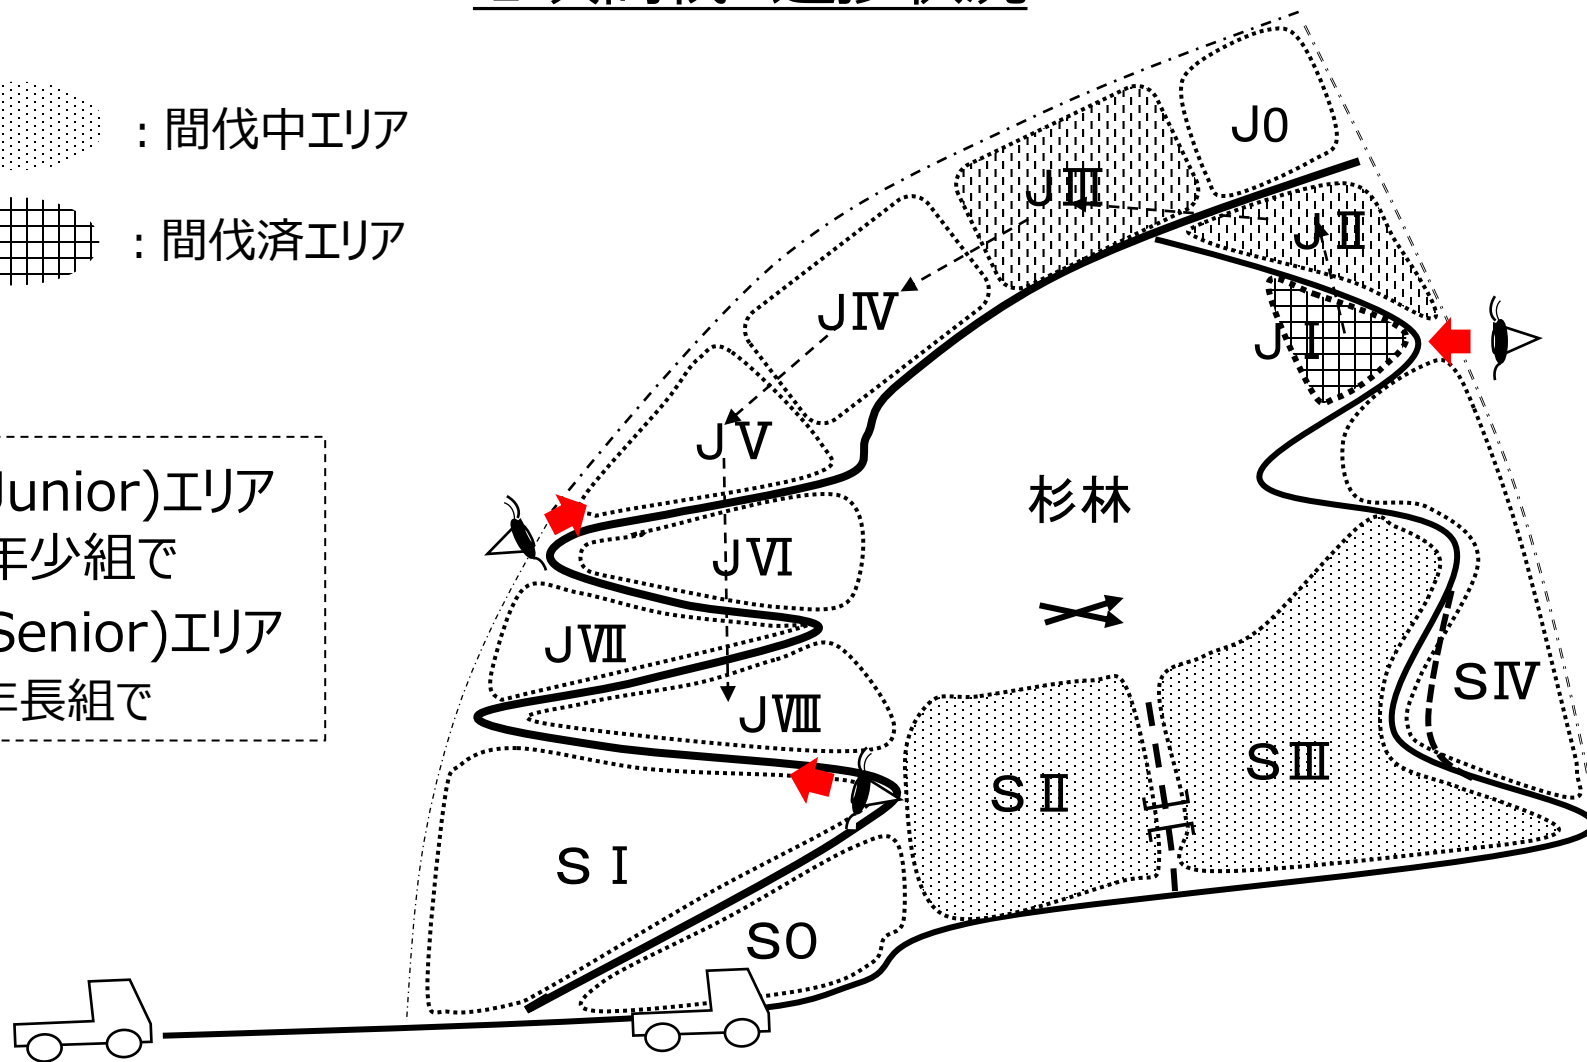 ：間伐中エリア
：間伐済エリア
Junior)エリア
年少組で
Senior)エリア
年長組で
J0
JⅢ
JⅡ
JⅣ
JⅠ
JⅤ
杉林
JⅥ
JⅦ
JⅧ
SⅣ
SⅢ
SⅡ
SⅠ
S0